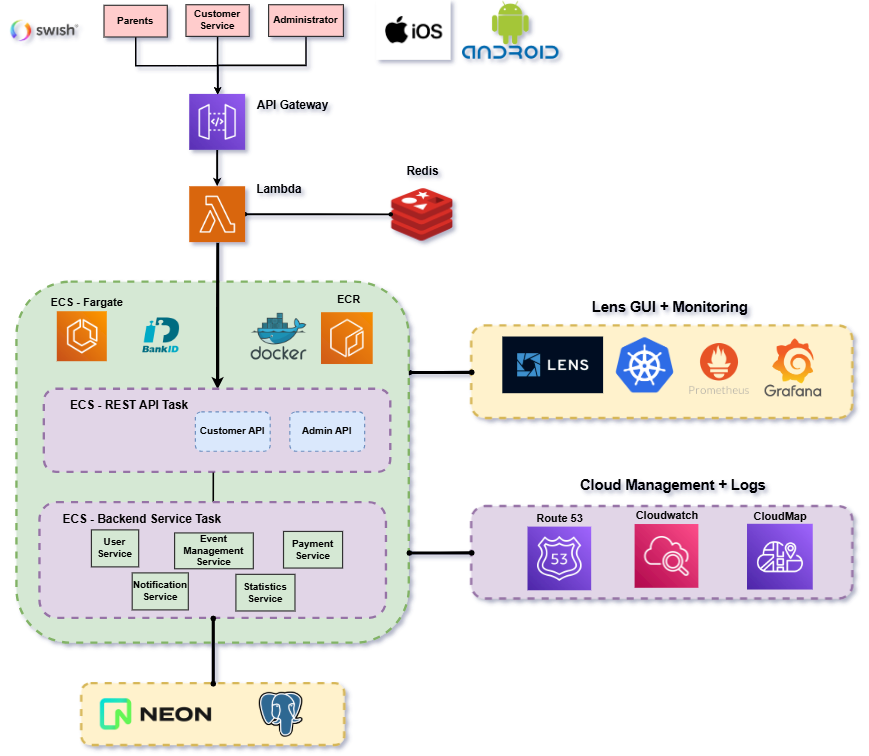 swish
Parents
Customer
Service
Administrator
iOS
ANDROID
API Gateway
Lambda
Redis
ECS - Fargate
BankID
docker
ECR
ECS - REST API Task
Customer API
Admin API
ECS - Backend Service Task
User
Service
Event
Management
Service
Payment
Service
Notification
Service
Statistics
Service
NEON
Lens GUI + Monitoring
LENS
Prometheus
Grafana
Cloud Management + Logs
Route 53
53
Cloudwatch
CloudMap